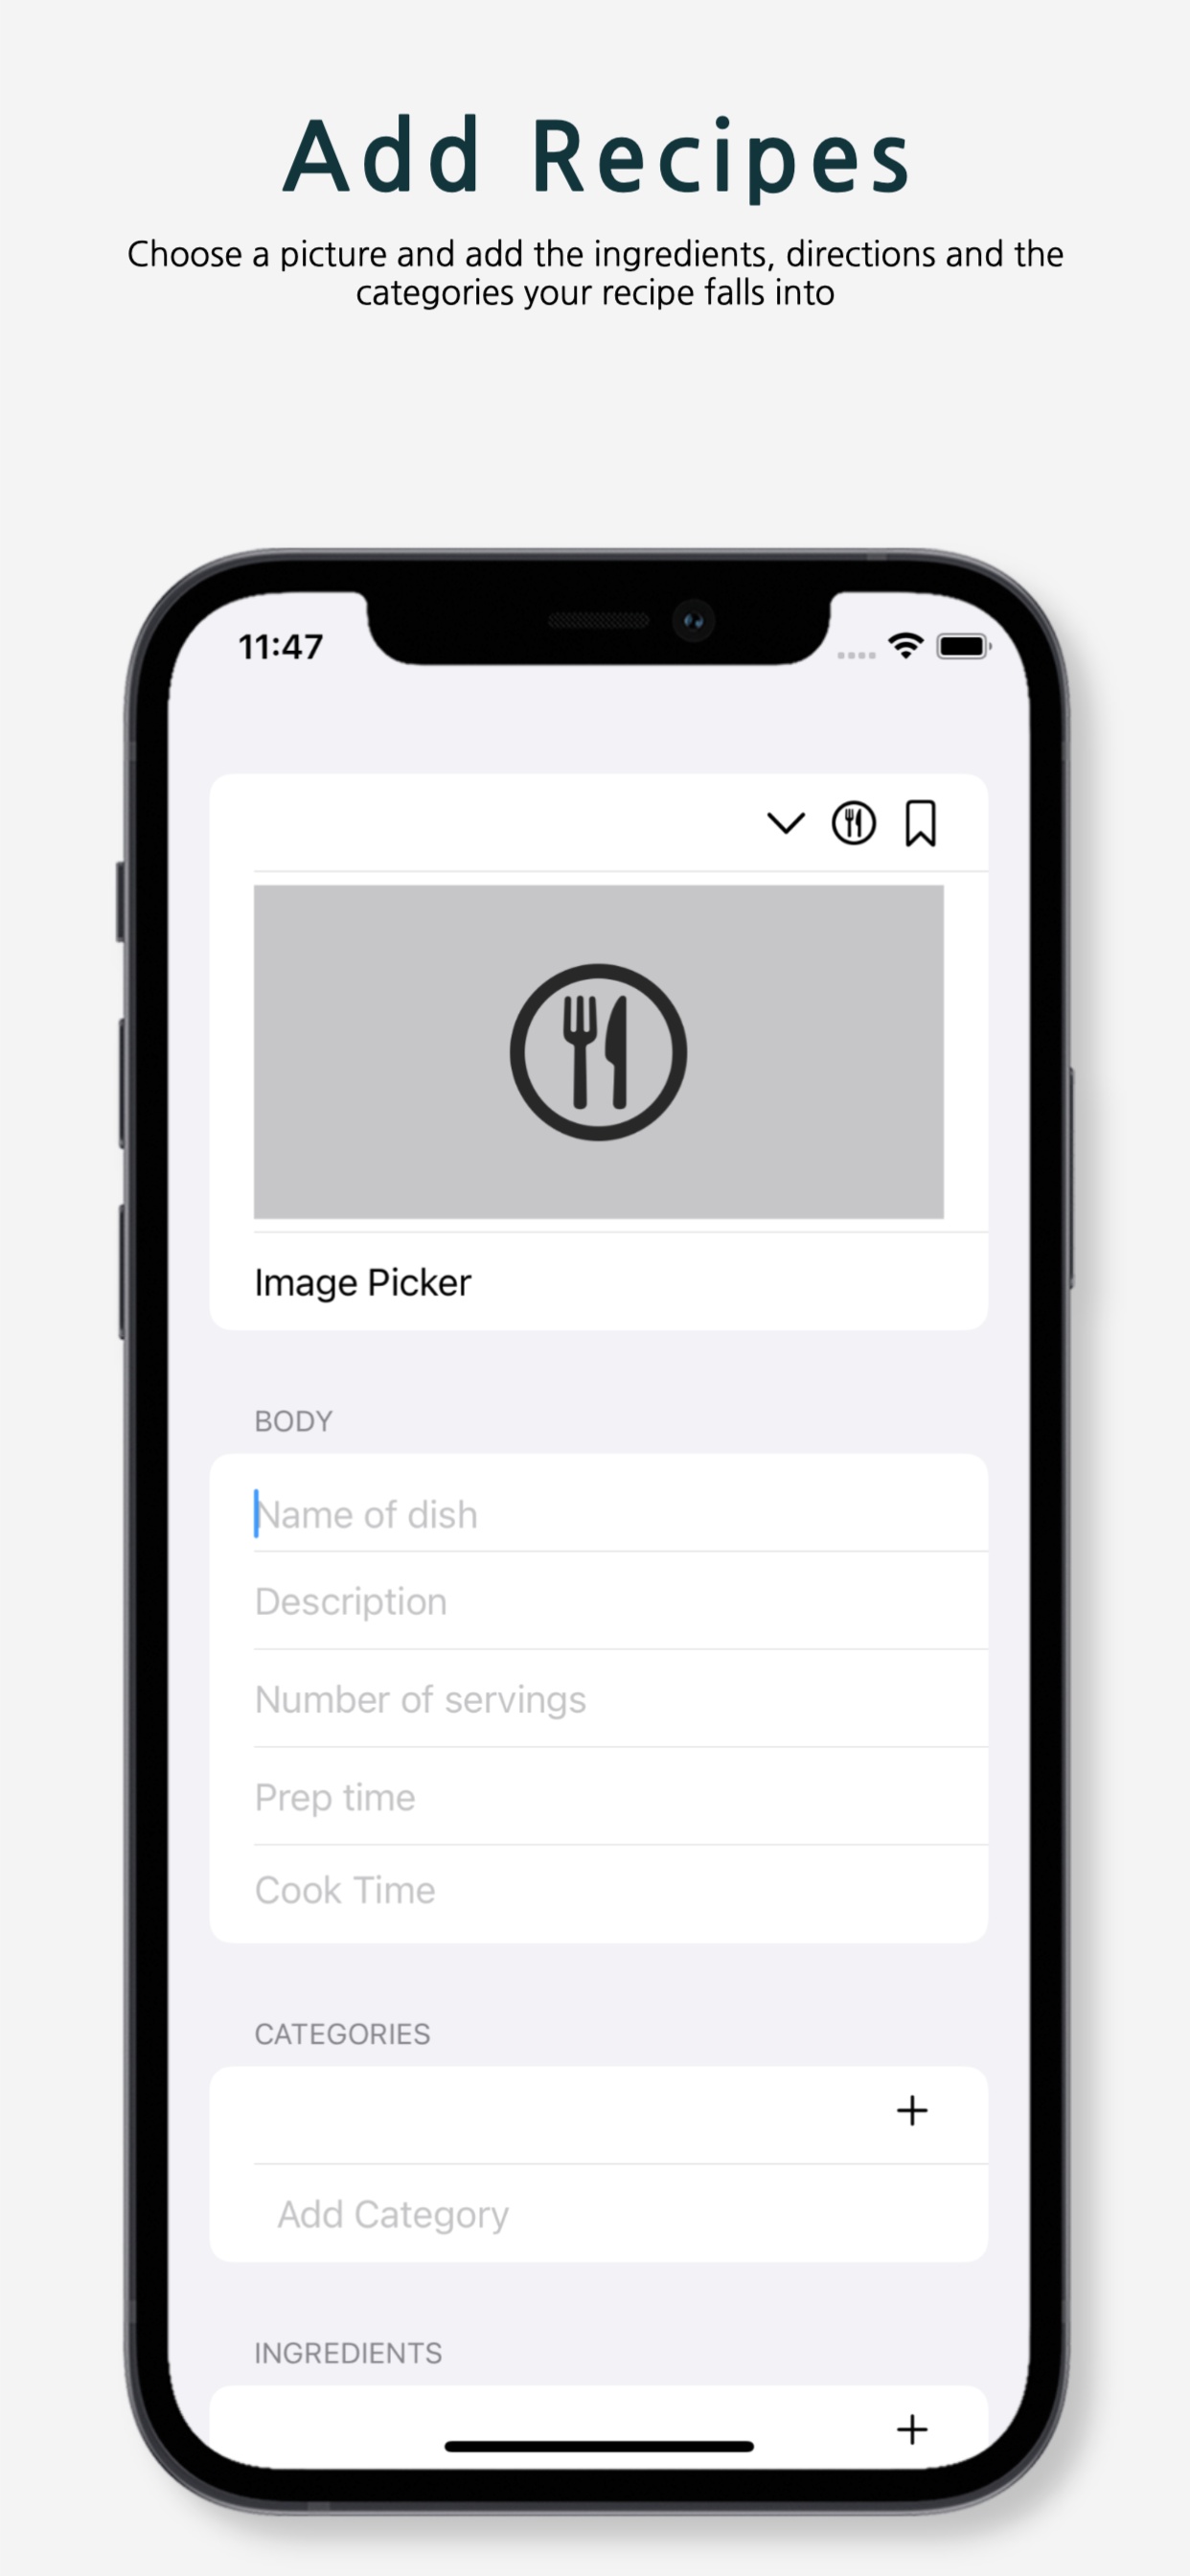 Add Recipes
Choose a picture and add the ingredients, directions and the
categories your recipe falls into
11:47
Image Picker
BODY
Name of dish
Description
Number of servings
Prep time
Cook Time
CATEGORIES
+
Add Category
INGREDIENTS
+